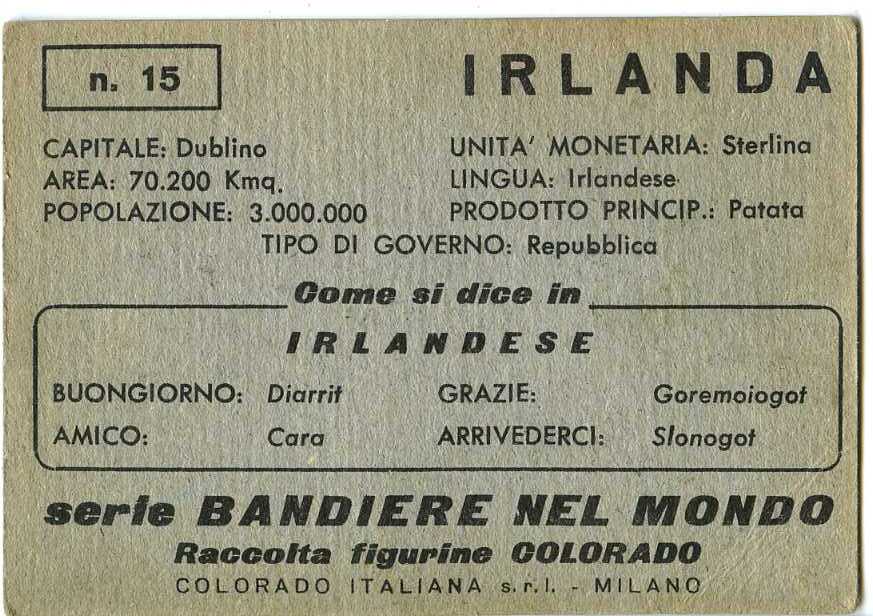 n. 15
IRLANDA
CAPITALE: Dublino
AREA: 70.200 Kmq.
POPOLAZIONE: 3.000.000
UNITA' MONETARIA: Sterlina
LINGUA: Irlandese
PRODOTTO PRINCIP.: Patata
TIPO DI GOVERNO: Repubblica
Come si dice in
IRLANDESE
BUONGIORNO: Diarrit
GRAZIE: Goremoiogot
AMICO: Cara
ARRIVEDERCI: Slonogot
serie BANDIERE NEL MONDO
Raccolta figurine COLORADO
COLORADO ITALIANA s.r.l. - MILANO